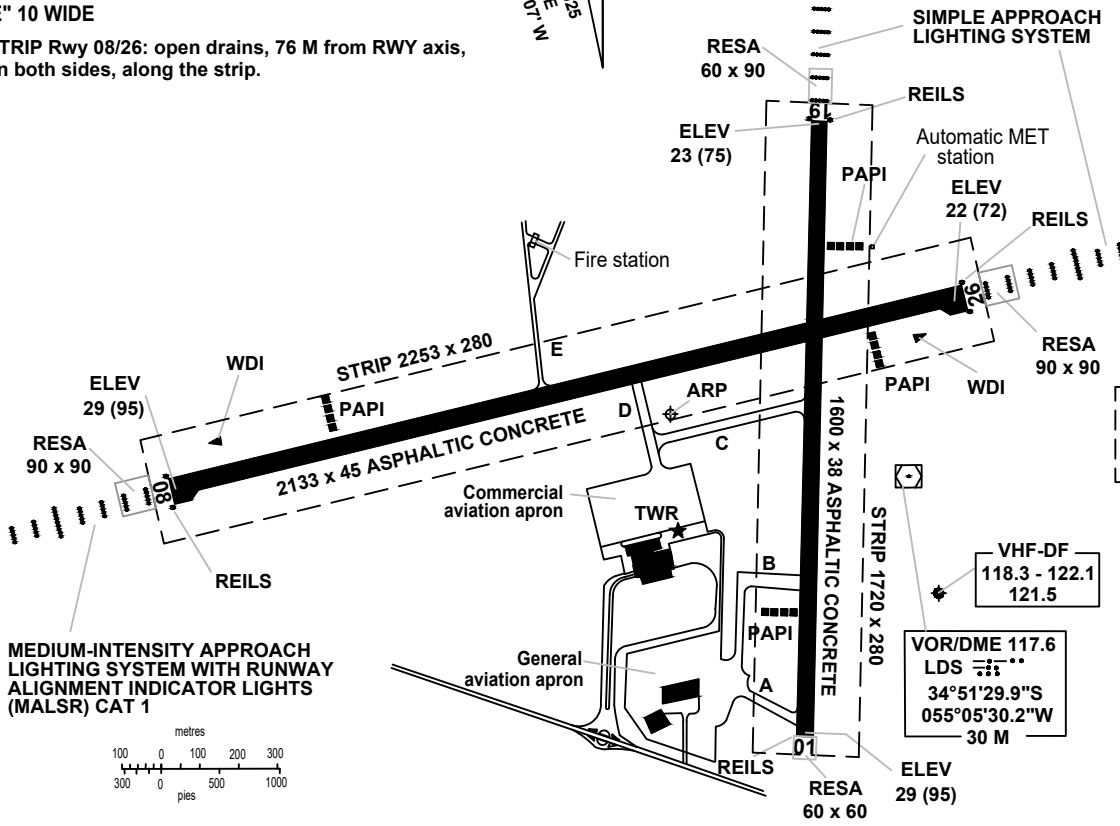 E" 10 WIDE
TRIP Rwy 08/26: open drains, 76 M from RWY axis,
n both sides, along the strip.
25
E
07' W
SIMPLE APPROACH
LIGHTING SYSTEM
RESA
60 x 90
REILS
19
ELEV
23 (75)
Automatic MET
station
PAPI
ELEV
22 (72)
REILS
Fire station
26
STRIP 2253 x 280
E
RESA
90 x 90
WDI
ELEV
29 (95)
PAPI
ARP
D
PAPI
WDI
RESA
90 x 90
2133 x 45 ASPHALTIC CONCRETE
C
1600 x 38 ASPHALTIC CONCRETE
08
Commercial
aviation apron
TWR
STRIP 1720 x 280
REILS
B
VHF-DF
118.3 - 122.1
121.5
PAPI
MEDIUM-INTENSITY APPROACH
LIGHTING SYSTEM WITH RUNWAY
ALIGNMENT INDICATOR LIGHTS
(MALSR) CAT 1
General
aviation apron
A
VOR/DME 117.6
LDS
34°51'29.9"S
055°05'30.2"W
30 M
metres
100 0 100 200 300
300 0 500 1000
pies
01
REILS
ELEV
29 (95)
RESA
60 x 60